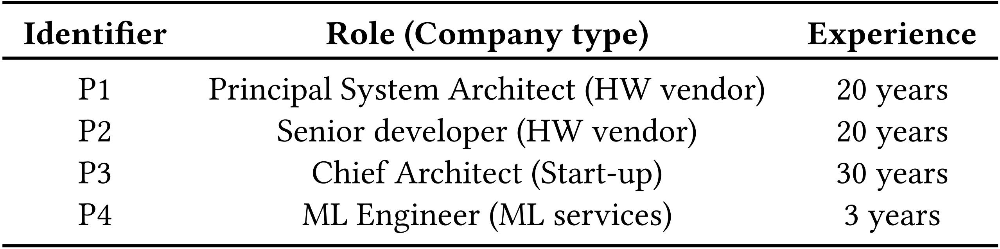 Identifier Role (Company type) Experience
P1 Principal System Architect (HW vendor) 20 years
P2 Senior developer (HW vendor) 20 years
P3 Chief Architect (Start-up) 30 years
P4 ML Engineer (ML services) 3 years